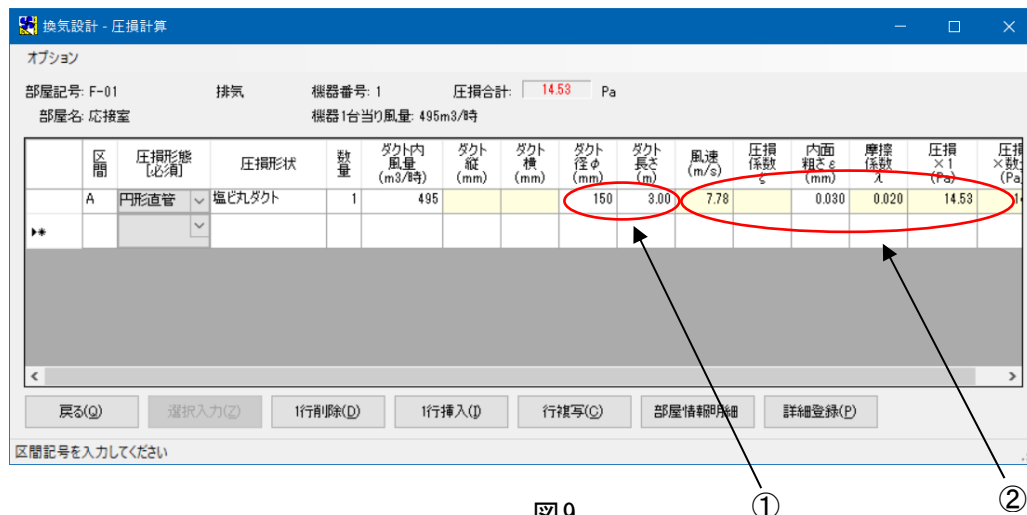 換気設計 - 圧損計算
オプション
部屋記号: F-01 排気 機器番号: 1 圧損合計: 14.53 Pa
部屋名: 応接室 機器1台当り風量: 495m3/時
区間 圧損形態[必須] 圧損形状 数量 ダクト内風量(m3/時) ダクト縦(mm) ダクト横(mm) ダクト径φ(mm) ダクト長さ(m) 風速(m/s) 圧損係数ζ 内面粗さε(mm) 摩擦係数λ 圧損×1(Pa) 圧損×数(Pa
A 円形直管 塩ビ丸ダクト 1 495 150 3.00 7.78 0.030 0.020 14.53
戻る(Q) 選択入力(Z) 1行削除(D) 1行挿入(I) 行複写(C) 部屋情報明細 詳細登録(P)
区間記号を入力してください
図9 ① ②